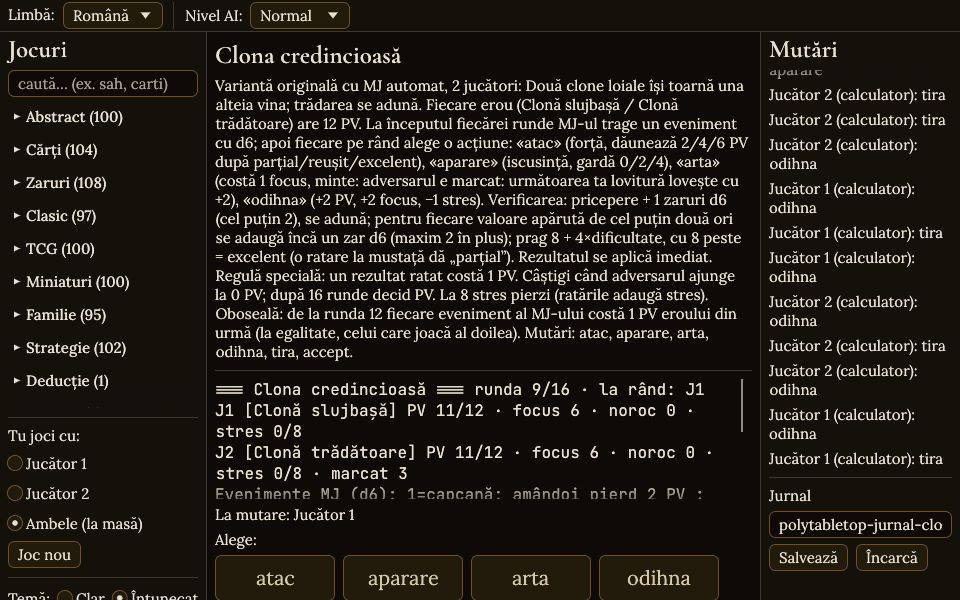 Limbă:
Română
Nivel AI:
Normal
Jocuri
caută... (ex. sah, carti)
Abstract (100)
Cărți (104)
Zaruri (108)
Clasic (97)
TCG (100)
Miniaturi (100)
Familie (95)
Strategie (102)
Deducție (1)
Tu joci cu:
Jucător 1
Jucător 2
Ambele (la masă)
Joc nou
Temă:
Clar
Întunecat
Clona credincioasă
Variantă originală cu MJ automat, 2 jucători: Două clone loiale își toarnă una
alteia vina; trădarea se adună. Fiecare erou (Clonă slujbașă / Clonă
trădătoare) are 12 PV. La începutul fiecărei runde MJ-ul trage un eveniment
cu d6; apoi fiecare pe rând alege o acțiune: «atac» (forță, dăunează 2/4/6 PV
după parțial/reușit/excelent), «aparare» (iscusință, gardă 0/2/4), «arta»
(costă 1 focus, minte: adversarul e marcat: următoarea ta lovitură lovește cu
+2), «odihna» (+2 PV, +2 focus, −1 stres). Verificarea: pricepere + 1 zaruri d6
(cel puțin 2), se adună; pentru fiecare valoare apărută de cel puțin două ori
se adaugă încă un zar d6 (maxim 2 în plus); prag 8 + 4×dificultate, cu 8 peste
= excelent (o ratare la mustață dă „parțial”). Rezultatul se aplică imediat.
Regulă specială: un rezultat ratat costă 1 PV. Câștigi când adversarul ajunge
la 0 PV; după 16 runde decid PV. La 8 stres pierzi (ratările adaugă stres).
Oboseală: de la runda 12 fiecare eveniment al MJ-ului costă 1 PV eroului din
urmă (la egalitate, celui care joacă al doilea). Mutări: atac, aparare, arta,
odihna, tira, accept.
═══ Clona credincioasă ═══ runda 9/16 · la rând: J1
J1 [Clonă slujbașă] PV 11/12 · focus 6 · noroc 0 ·
stres 0/8
J2 [Clonă trădătoare] PV 11/12 · focus 6 · noroc 0 ·
stres 0/8 · marcat 3
Evenimente MJ (d6): 1=capcană: amândoi pierd 2 PV ;
La mutare: Jucător 1
Alege:
atac
aparare
arta
odihna
Mutări
aparare
Jucător 2 (calculator): tira
Jucător 2 (calculator): tira
Jucător 2 (calculator):
odihna
Jucător 1 (calculator):
odihna
Jucător 1 (calculator): tira
Jucător 1 (calculator):
odihna
Jucător 2 (calculator):
odihna
Jucător 2 (calculator): tira
Jucător 2 (calculator):
odihna
Jucător 1 (calculator):
odihna
Jucător 1 (calculator): tira
Jurnal
polytabletop-jurnal-clo
Salvează
Încarcă